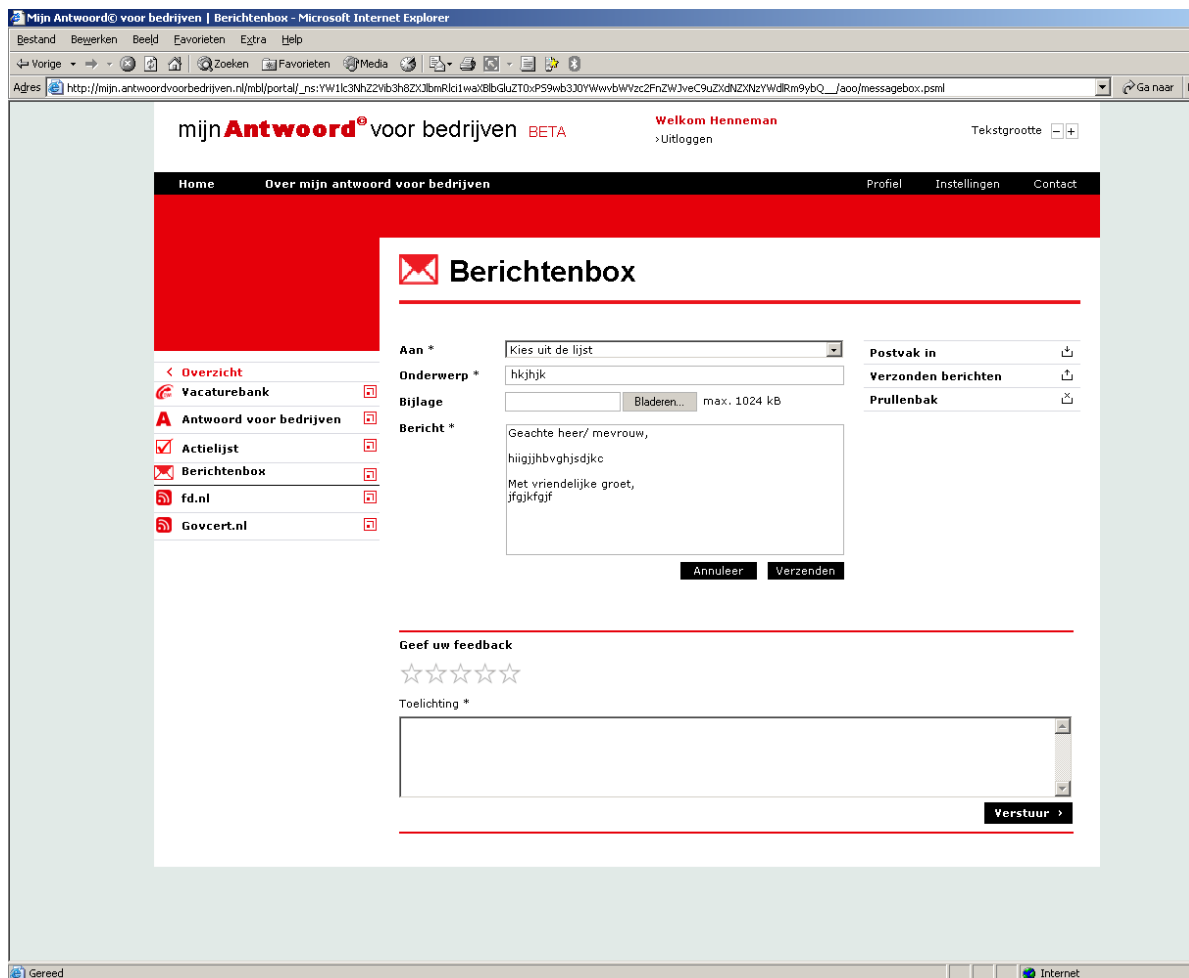 Mijn Antwoord© voor bedrijven | Berichtenbox - Microsoft Internet Explorer
Bestand Bewerken Beeld Favorieten Extra Help
Vorige Zoeken Favorieten Media
Adres Ga naar
mijn Antwoord© voor bedrijven BETA
Welkom Henneman
›Uitloggen
Tekstgrootte - +
Home Over mijn antwoord voor bedrijven Profiel Instellingen Contact
Berichtenbox
< Overzicht
Vacaturebank
Antwoord voor bedrijven
Actielijst
Berichtenbox
fd.nl
Govcert.nl
Aan * Kies uit de lijst
Onderwerp * hkjhjk
Bijlage Bladeren... max. 1024 kB
Bericht * Geachte heer/ mevrouw,
hiigjjhbvghjsdjkc
Met vriendelijke groet,
jfgjkfgjf
Annuleer Verzenden
Postvak in
Verzonden berichten
Prullenbak
Geef uw feedback
Toelichting *
Verstuur ›
Gereed Internet